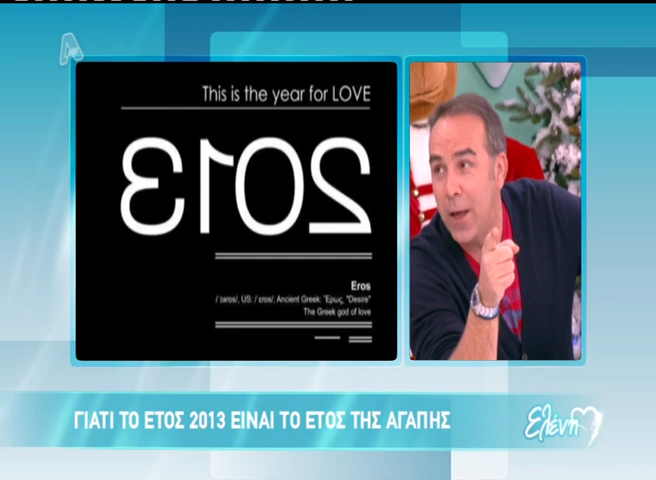 This is the year for LOVE
2013
Eros
/ ˈɪərɒs/, US: / ˈɛrɒs/, Ancient Greek: Ἔρως, "Desire"
The Greek god of love
ΓΙΑΤΙ ΤΟ ΕΤΟΣ 2013 ΕΙΝΑΙ ΤΟ ΕΤΟΣ ΤΗΣ ΑΓΑΠΗΣ
Ελένη